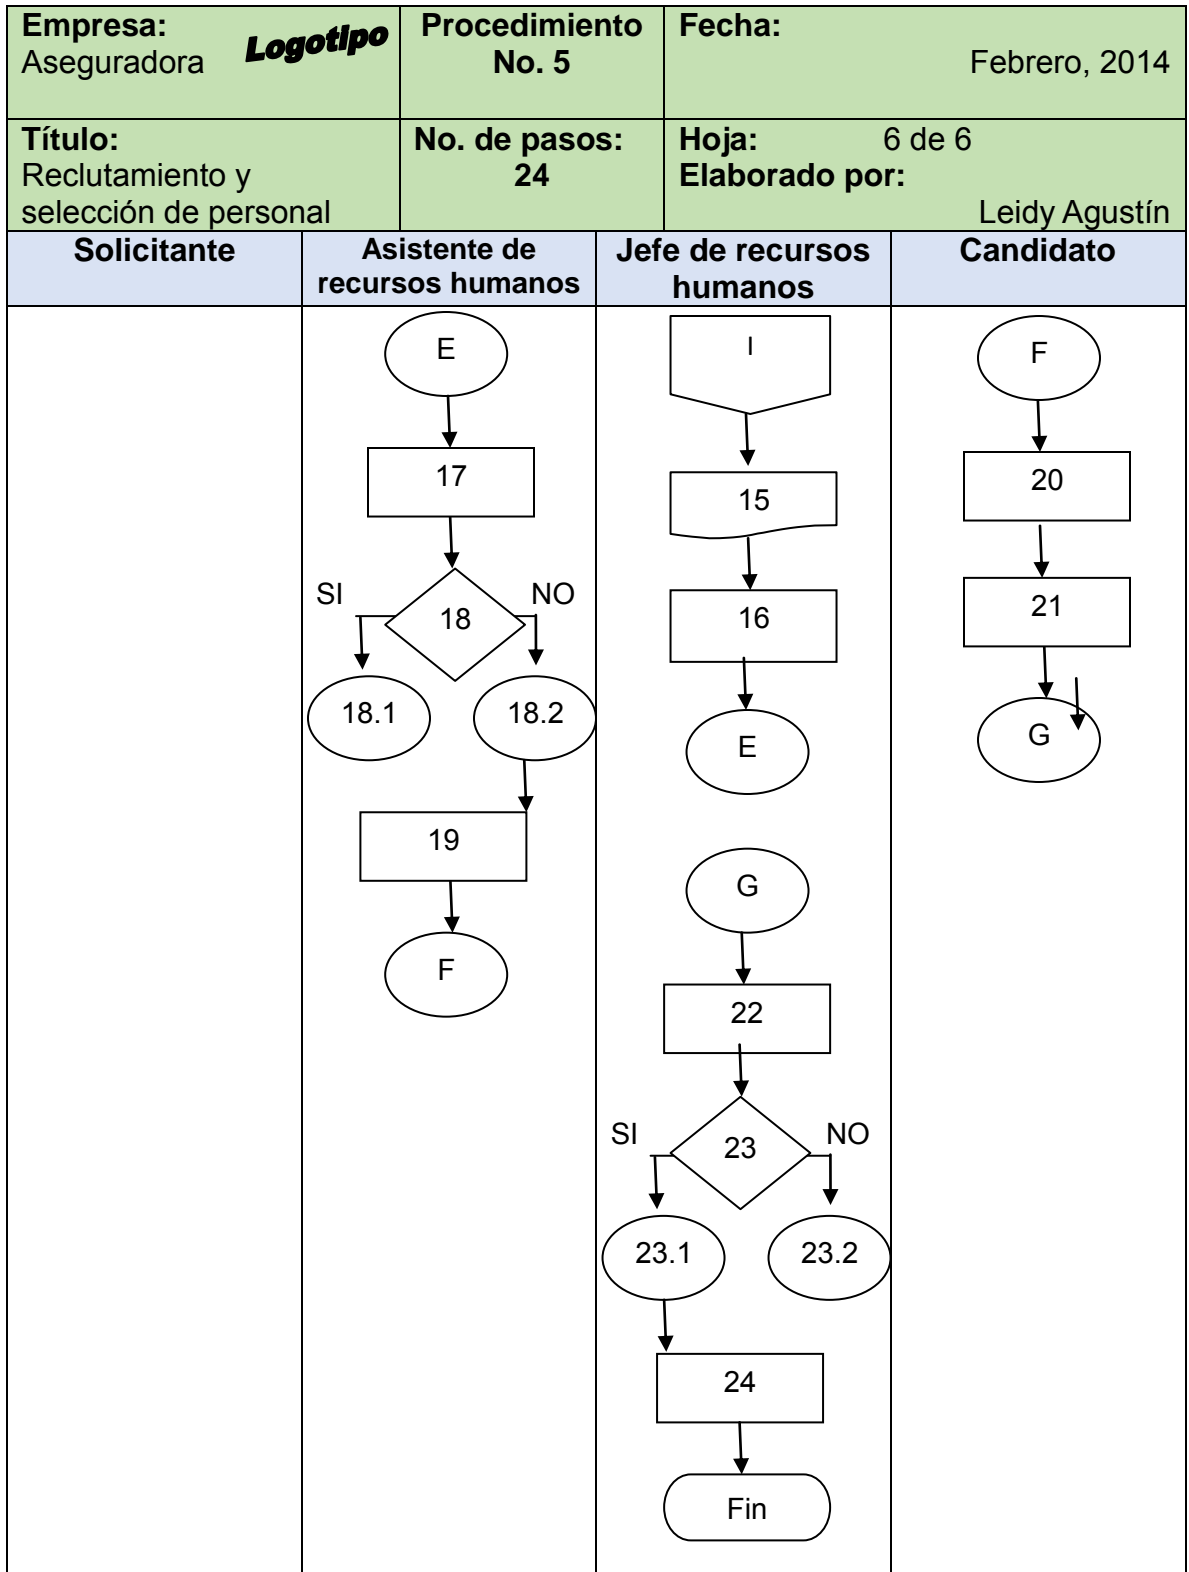 Empresa:
Aseguradora
Logotipo
Procedimiento
No. 5
Fecha:
Febrero, 2014
Título:
Reclutamiento y
selección de personal
No. de pasos:
24
Hoja: 6 de 6
Elaborado por:
Leidy Agustín
Solicitante
Asistente de
recursos humanos
Jefe de recursos
humanos
Candidato
E
17
SI
18
NO
18.1
18.2
19
F
I
15
16
E
G
22
SI
23
NO
23.1
23.2
24
Fin
F
20
21
G